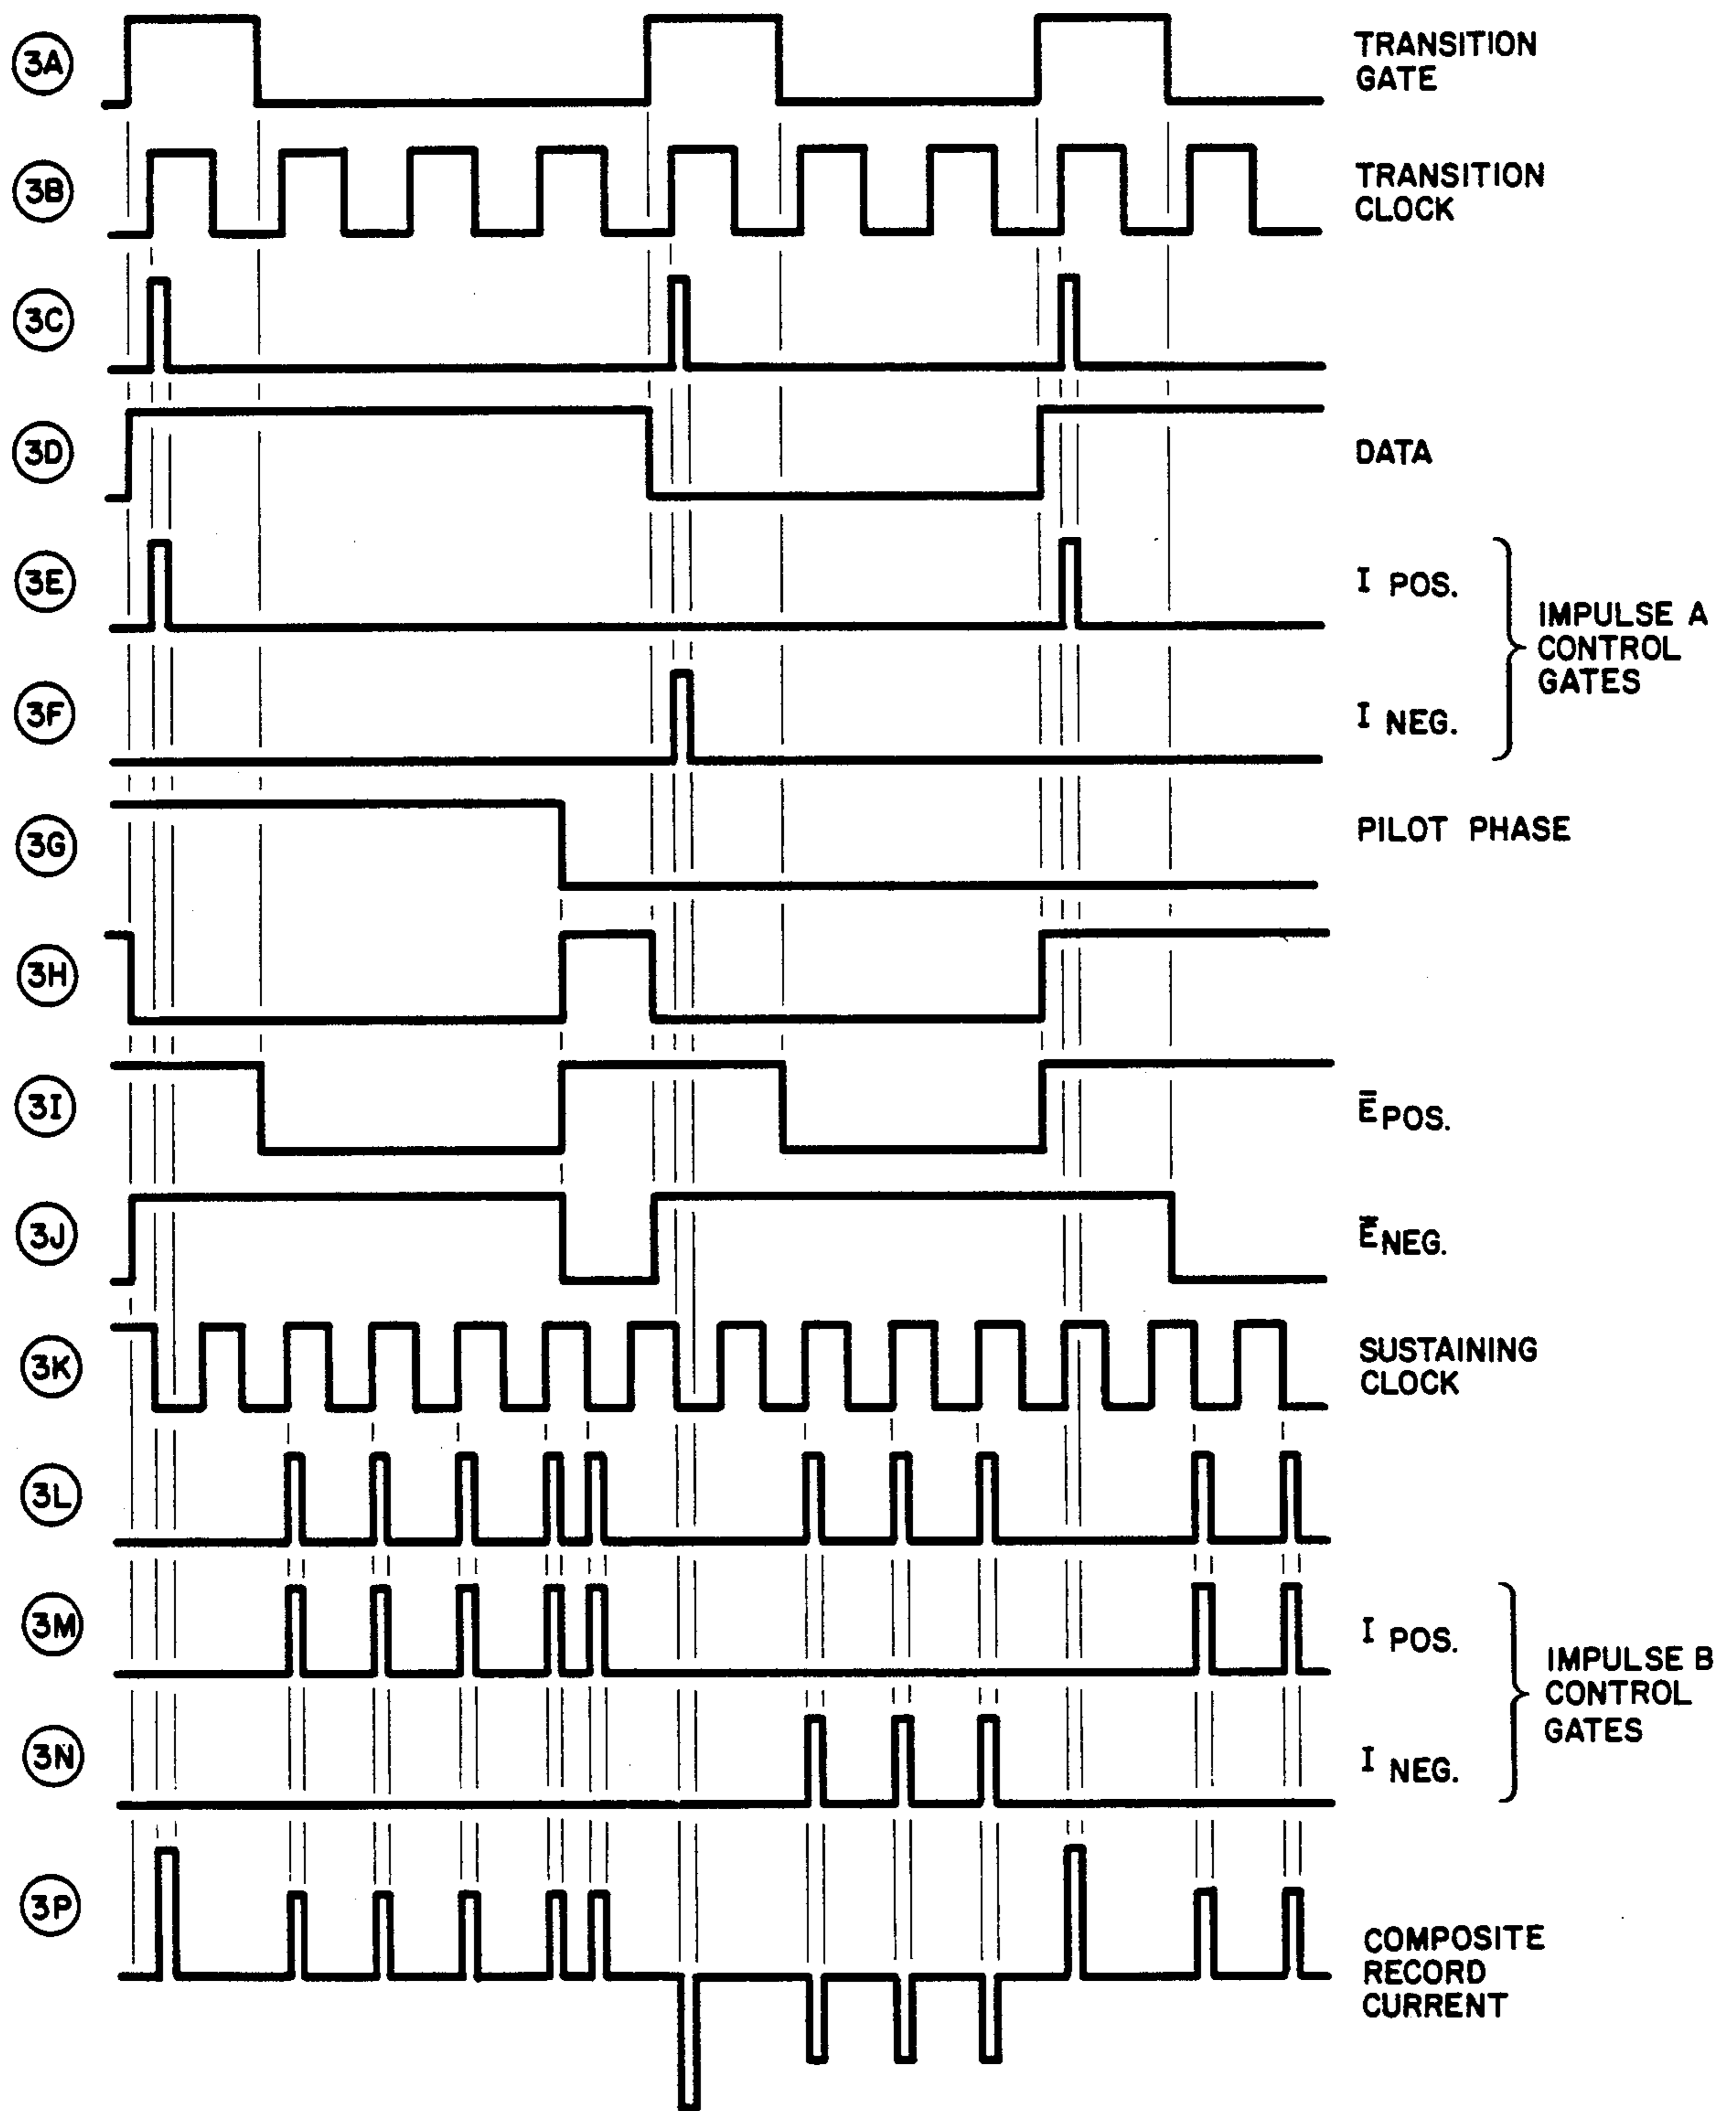 3A
TRANSITION
GATE
3B
TRANSITION
CLOCK
3C
3D
DATA
3E
I POS.
IMPULSE A
CONTROL
GATES
3F
I NEG.
3G
PILOT PHASE
3H
3I
E̅ POS.
3J
E̅ NEG.
3K
SUSTAINING
CLOCK
3L
3M
I POS.
IMPULSE B
CONTROL
GATES
3N
I NEG.
3P
COMPOSITE
RECORD
CURRENT